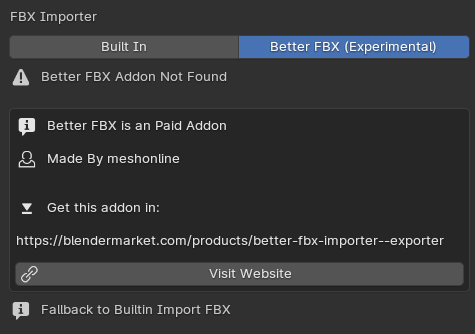 FBX Importer
Built In
Better FBX (Experimental)
Better FBX Addon Not Found
Better FBX is an Paid Addon
Made By meshonline
Get this addon in:
https://blendermarket.com/products/better-fbx-importer--exporter
Visit Website
Fallback to Builtin Import FBX